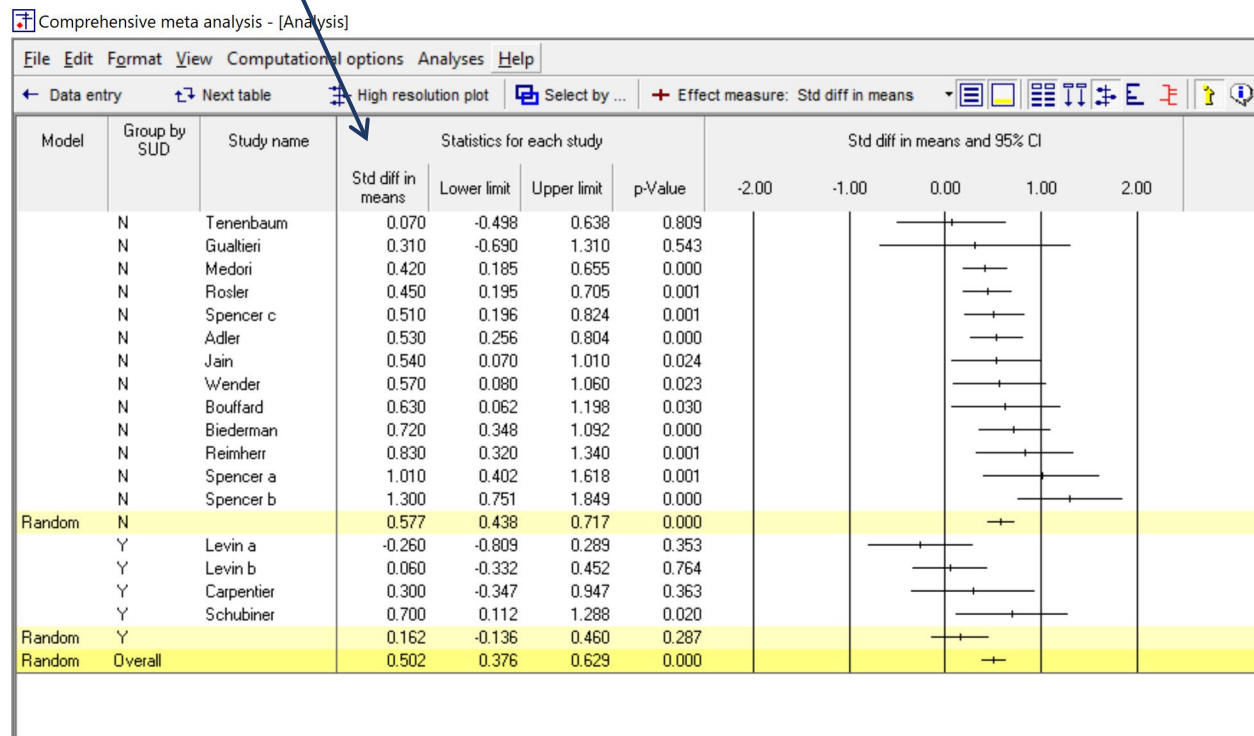 Comprehensive meta analysis - [Analysis]
File Edit Format View Computational options Analyses Help
← Data entry Next table High resolution plot Select by ... + Effect measure: Std diff in means
Model Group by SUD Study name Statistics for each study Std diff in means and 95% CI
Std diff in means Lower limit Upper limit p-Value -2.00 -1.00 0.00 1.00 2.00
N Tenenbaum 0.070 -0.498 0.638 0.809
N Gualtieri 0.310 -0.690 1.310 0.543
N Medori 0.420 0.185 0.655 0.000
N Rosler 0.450 0.195 0.705 0.001
N Spencer c 0.510 0.196 0.824 0.001
N Adler 0.530 0.256 0.804 0.000
N Jain 0.540 0.070 1.010 0.024
N Wender 0.570 0.080 1.060 0.023
N Bouffard 0.630 0.062 1.198 0.030
N Biederman 0.720 0.348 1.092 0.000
N Reimherr 0.830 0.320 1.340 0.001
N Spencer a 1.010 0.402 1.618 0.001
N Spencer b 1.300 0.751 1.849 0.000
Random N 0.577 0.438 0.717 0.000
Y Levin a -0.260 -0.809 0.289 0.353
Y Levin b 0.060 -0.332 0.452 0.764
Y Carpentier 0.300 -0.347 0.947 0.363
Y Schubiner 0.700 0.112 1.288 0.020
Random Y 0.162 -0.136 0.460 0.287
Random Overall 0.502 0.376 0.629 0.000